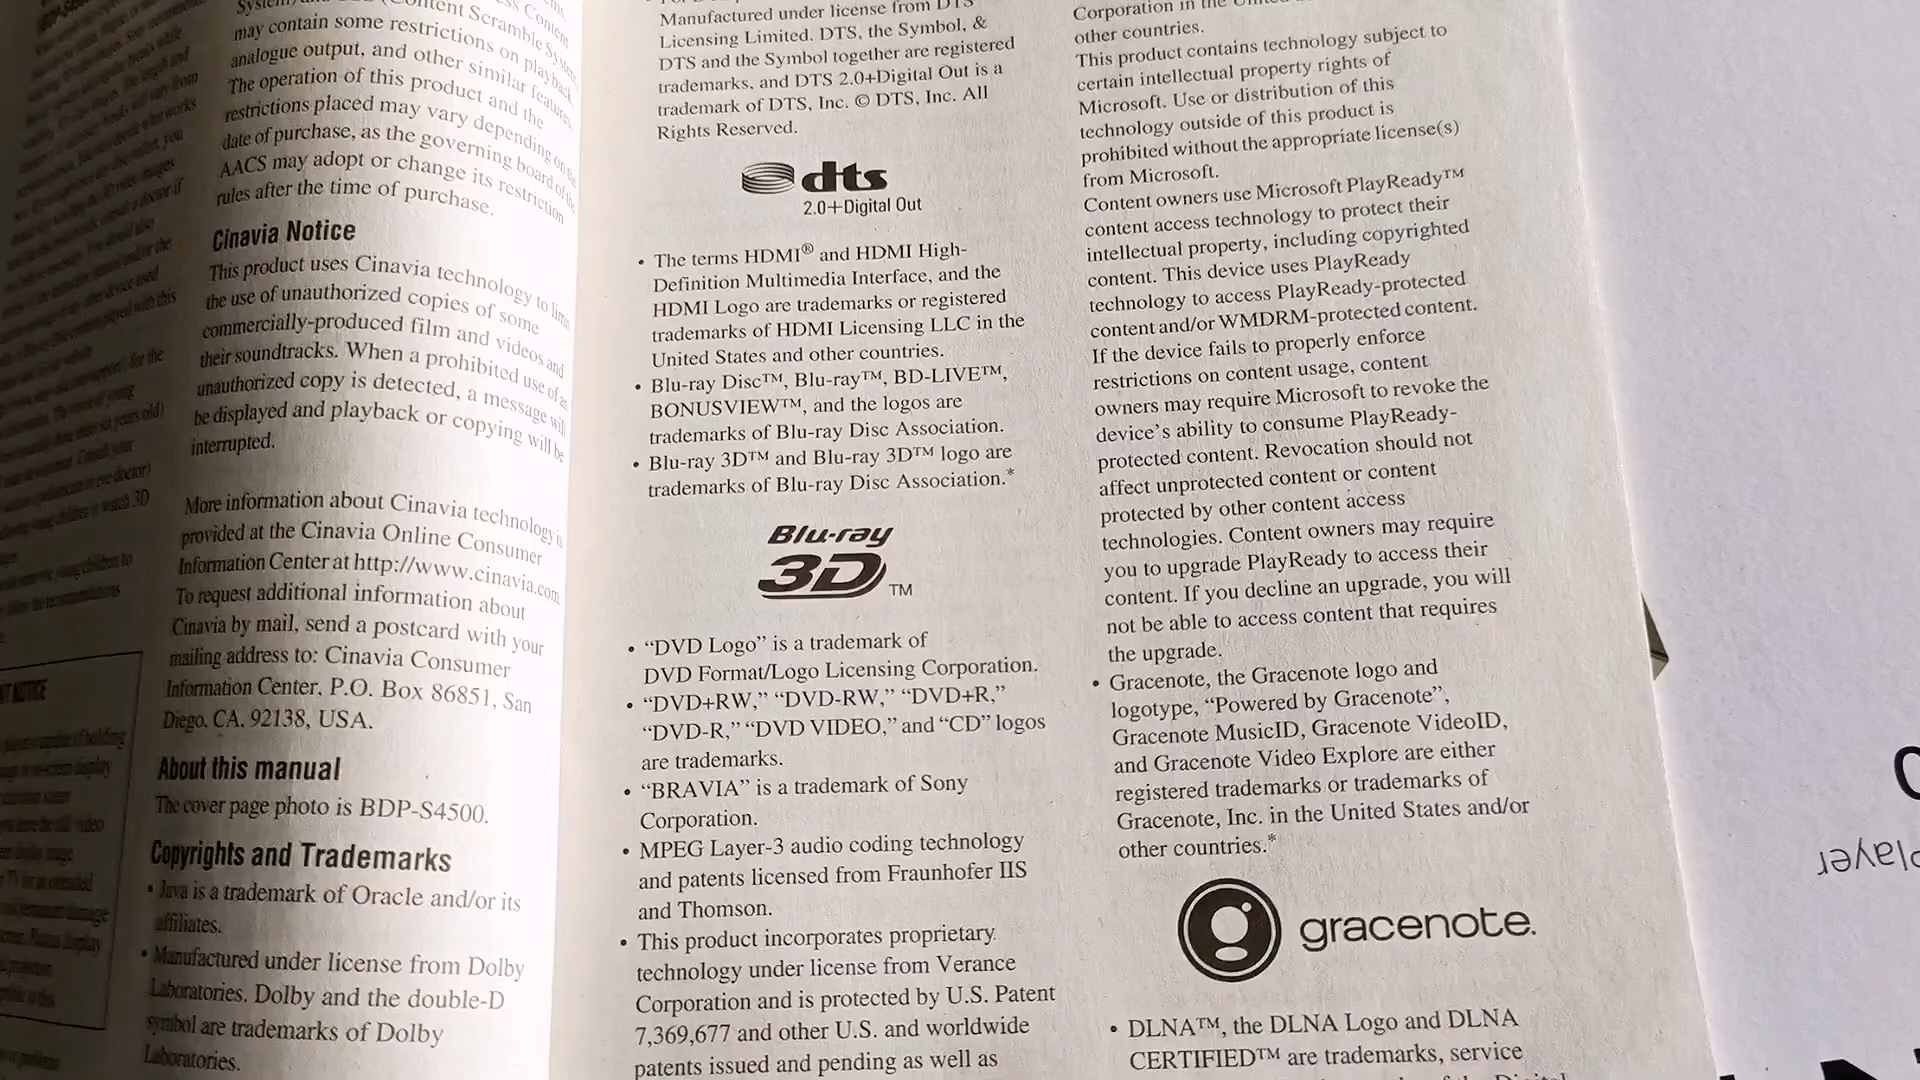 may contain some restrictions on playback,
analogue output, and other similar features.
The operation of this product and the
restrictions placed may vary depending on the
date of purchase, as the governing board of the
AACS may adopt or change its restriction
rules after the time of purchase.
Cinavia Notice
This product uses Cinavia technology to limit
the use of unauthorized copies of some
commercially-produced film and videos and
their soundtracks. When a prohibited use of an
unauthorized copy is detected, a message will
be displayed and playback or copying will be
interrupted.
More information about Cinavia technology is
provided at the Cinavia Online Consumer
Information Center at http://www.cinavia.com.
To request additional information about
Cinavia by mail, send a postcard with your
mailing address to: Cinavia Consumer
Information Center, P.O. Box 86851, San
Diego, CA, 92138, USA.
About this manual
The cover page photo is BDP-S4500.
Copyrights and Trademarks
• Java is a trademark of Oracle and/or its
affiliates.
• Manufactured under license from Dolby
Laboratories. Dolby and the double-D
symbol are trademarks of Dolby
Laboratories.
Manufactured under license from DTS
Licensing Limited. DTS, the Symbol, &
DTS and the Symbol together are registered
trademarks, and DTS 2.0+Digital Out is a
trademark of DTS, Inc. © DTS, Inc. All
Rights Reserved.
dts
2.0+Digital Out
• The terms HDMI® and HDMI High-
Definition Multimedia Interface, and the
HDMI Logo are trademarks or registered
trademarks of HDMI Licensing LLC in the
United States and other countries.
• Blu-ray Disc™, Blu-ray™, BD-LIVE™,
BONUSVIEW™, and the logos are
trademarks of Blu-ray Disc Association.
• Blu-ray 3D™ and Blu-ray 3D™ logo are
trademarks of Blu-ray Disc Association.*
Blu-ray
3D™
• “DVD Logo” is a trademark of
DVD Format/Logo Licensing Corporation.
• “DVD+RW,” “DVD-RW,” “DVD+R,”
“DVD-R,” “DVD VIDEO,” and “CD” logos
are trademarks.
• “BRAVIA” is a trademark of Sony
Corporation.
• MPEG Layer-3 audio coding technology
and patents licensed from Fraunhofer IIS
and Thomson.
• This product incorporates proprietary
technology under license from Verance
Corporation and is protected by U.S. Patent
7,369,677 and other U.S. and worldwide
patents issued and pending as well as
Corporation in the United
other countries.
This product contains technology subject to
certain intellectual property rights of
Microsoft. Use or distribution of this
technology outside of this product is
prohibited without the appropriate license(s)
from Microsoft.
Content owners use Microsoft PlayReady™
content access technology to protect their
intellectual property, including copyrighted
content. This device uses PlayReady
technology to access PlayReady-protected
content and/or WMDRM-protected content.
If the device fails to properly enforce
restrictions on content usage, content
owners may require Microsoft to revoke the
device’s ability to consume PlayReady-
protected content. Revocation should not
affect unprotected content or content
protected by other content access
technologies. Content owners may require
you to upgrade PlayReady to access their
content. If you decline an upgrade, you will
not be able to access content that requires
the upgrade.
• Gracenote, the Gracenote logo and
logotype, “Powered by Gracenote”,
Gracenote MusicID, Gracenote VideoID,
and Gracenote Video Explore are either
registered trademarks or trademarks of
Gracenote, Inc. in the United States and/or
other countries.*
gracenote.
• DLNA™, the DLNA Logo and DLNA
CERTIFIED™ are trademarks, service
Player